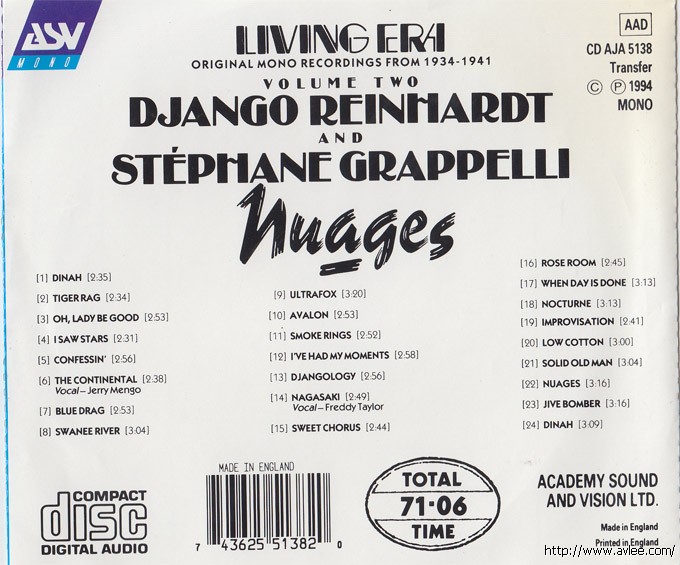 ASV
MONO
LIVING ERA
ORIGINAL MONO RECORDINGS FROM 1934-1941
VOLUME TWO
DJANGO REINHARDT
AND
STÉPHANE GRAPPELLI
Nuages
AAD
CD AJA 5138
Transfer
© ℗ 1994
MONO
[1] DINAH [2:35]
[2] TIGER RAG [2:34]
[3] OH, LADY BE GOOD [2:53]
[4] I SAW STARS [2:31]
[5] CONFESSIN' [2:56]
[6] THE CONTINENTAL [2:38]
Vocal – Jerry Mengo
[7] BLUE DRAG [2:53]
[8] SWANEE RIVER [3:04]
[9] ULTRAFOX [3:20]
[10] AVALON [2:53]
[11] SMOKE RINGS [2:52]
[12] I'VE HAD MY MOMENTS [2:58]
[13] DJANGOLOGY [2:56]
[14] NAGASAKI [2:49]
Vocal – Freddy Taylor
[15] SWEET CHORUS [2:44]
[16] ROSE ROOM [2:45]
[17] WHEN DAY IS DONE [3:13]
[18] NOCTURNE [3:13]
[19] IMPROVISATION [2:41]
[20] LOW COTTON [3:00]
[21] SOLID OLD MAN [3:04]
[22] NUAGES [3:16]
[23] JIVE BOMBER [3:16]
[24] DINAH [3:09]
COMPACT
disc
DIGITAL AUDIO
MADE IN ENGLAND
7 43625 51382 0
TOTAL
71·06
TIME
ACADEMY SOUND
AND VISION LTD.
Made in England
Printed in England
http://www.avlee.com/